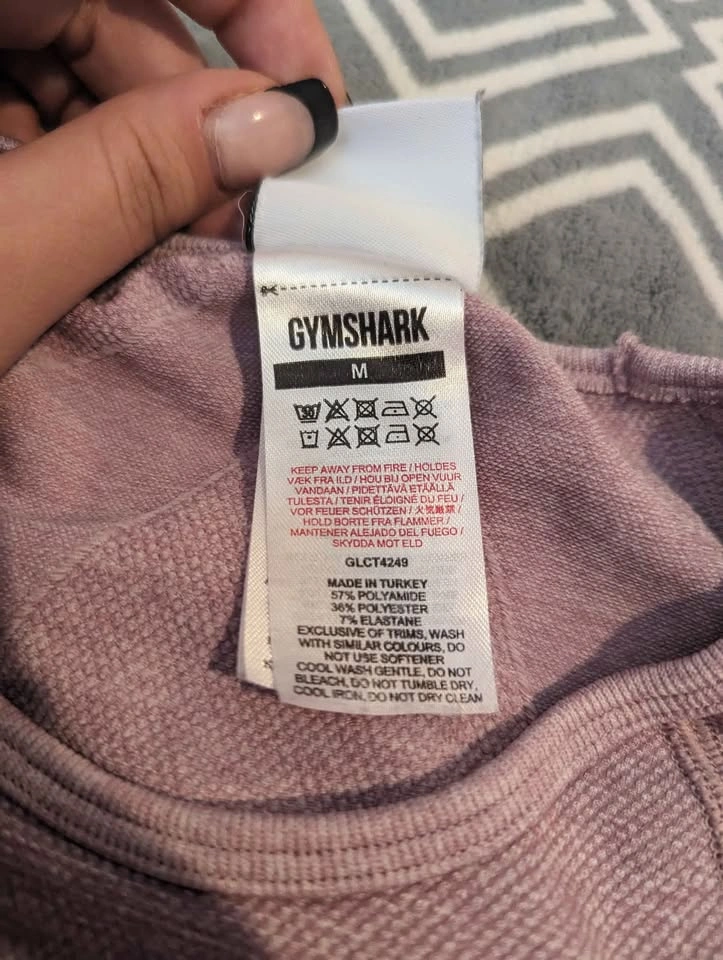 GYMSHARK
M
30
KEEP AWAY FROM FIRE / HOLDES
VÆK FRA ILD / HOU BIJ OPEN VUUR
VANDAAN / PIDETTÄVÄ ETÄÄLLÄ
TULESTA / TENIR ÉLOIGNÉ DU FEU /
VOR FEUER SCHÜTZEN / 火気厳禁 /
HOLD BORTE FRA FLAMMER /
MANTENER ALEJADO DEL FUEGO /
SKYDDA MOT ELD
GLCT4249
MADE IN TURKEY
57% POLYAMIDE
36% POLYESTER
7% ELASTANE
EXCLUSIVE OF TRIMS, WASH
WITH SIMILAR COLOURS, DO
NOT USE SOFTENER
COOL WASH GENTLE, DO NOT
BLEACH, DO NOT TUMBLE DRY,
COOL IRON, DO NOT DRY CLEAN